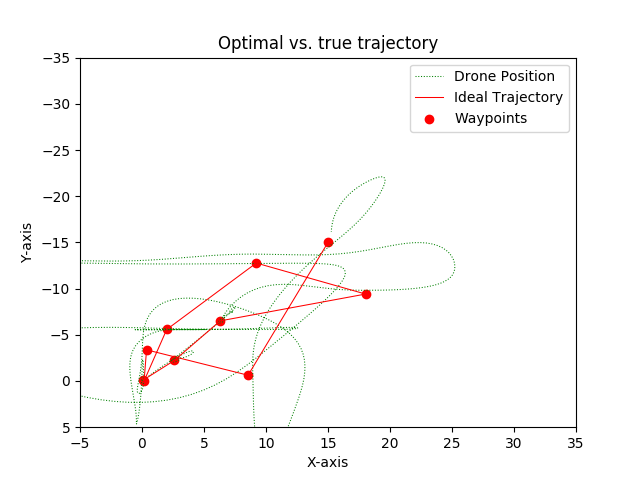 Optimal vs. true trajectory
Drone Position
Ideal Trajectory
Waypoints
Y-axis
−35
−30
−25
−20
−15
−10
−5
0
5
−5 0 5 10 15 20 25 30 35
X-axis